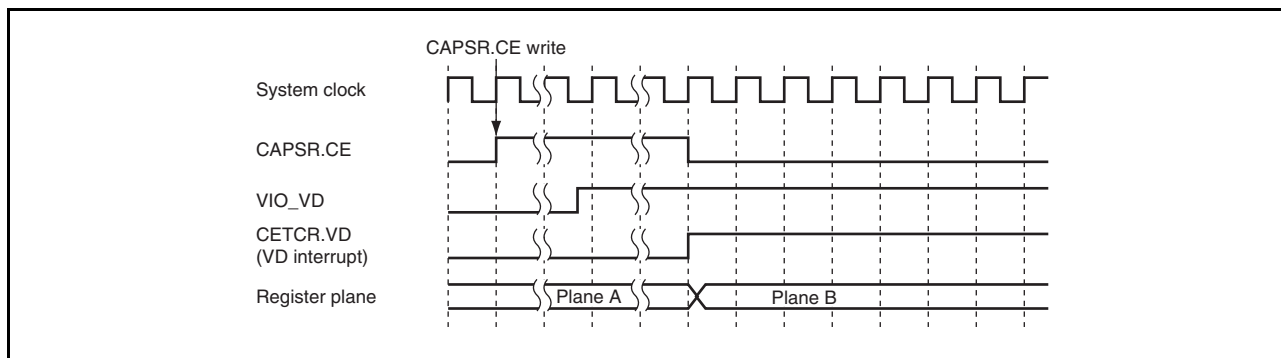 CAPSR.CE write
System clock
CAPSR.CE
VIO_VD
CETCR.VD
(VD interrupt)
Register plane
Plane A
Plane B